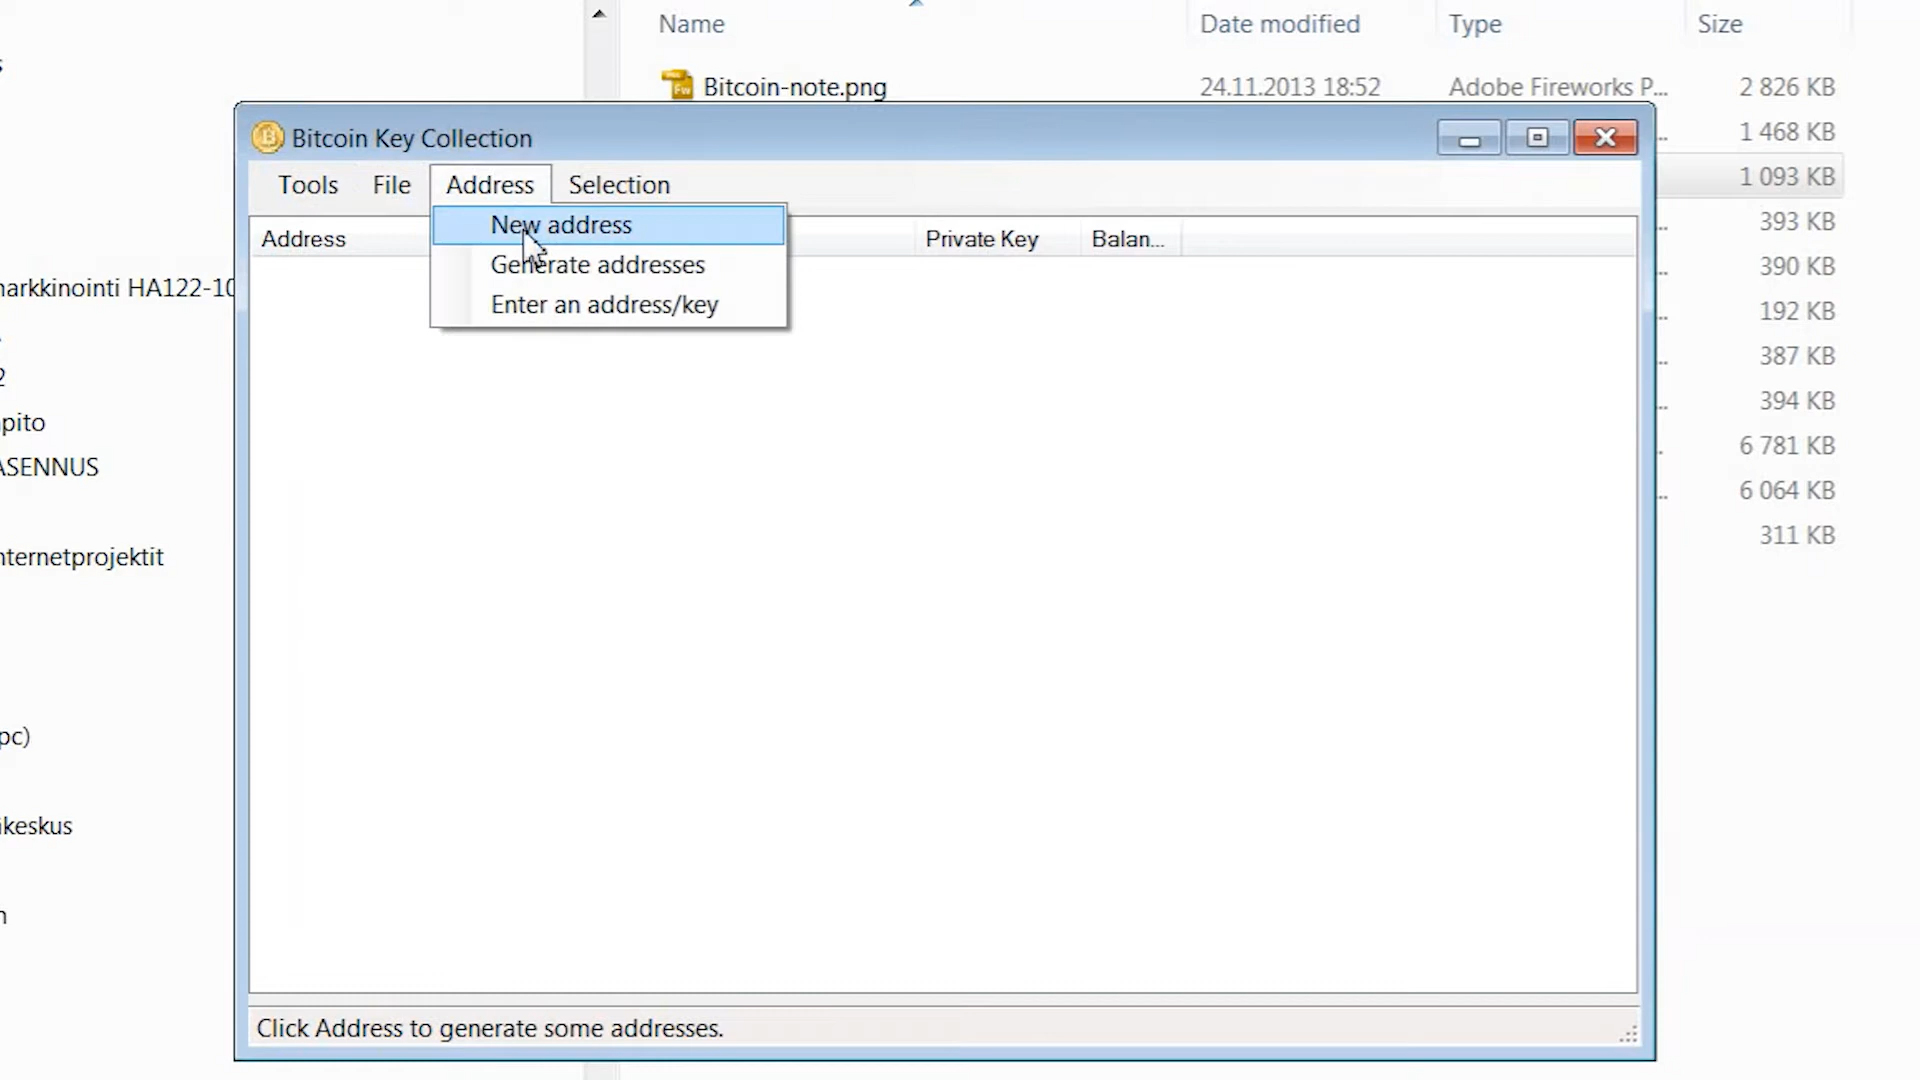 Name Date modified Type Size
Bitcoin-note.png 24.11.2013 18:52 Adobe Fireworks P... 2 826 KB
Bitcoin Key Collection
1 468 KB
Tools File Address Selection
1 093 KB
New address
393 KB
Address Private Key Balan...
Generate addresses
390 KB
arkkinointi HA122-10
Enter an address/key
192 KB
387 KB
2
394 KB
pito
6 781 KB
ASENNUS
6 064 KB
311 KB
nternetprojektit
pc)
keskus
n
Click Address to generate some addresses.